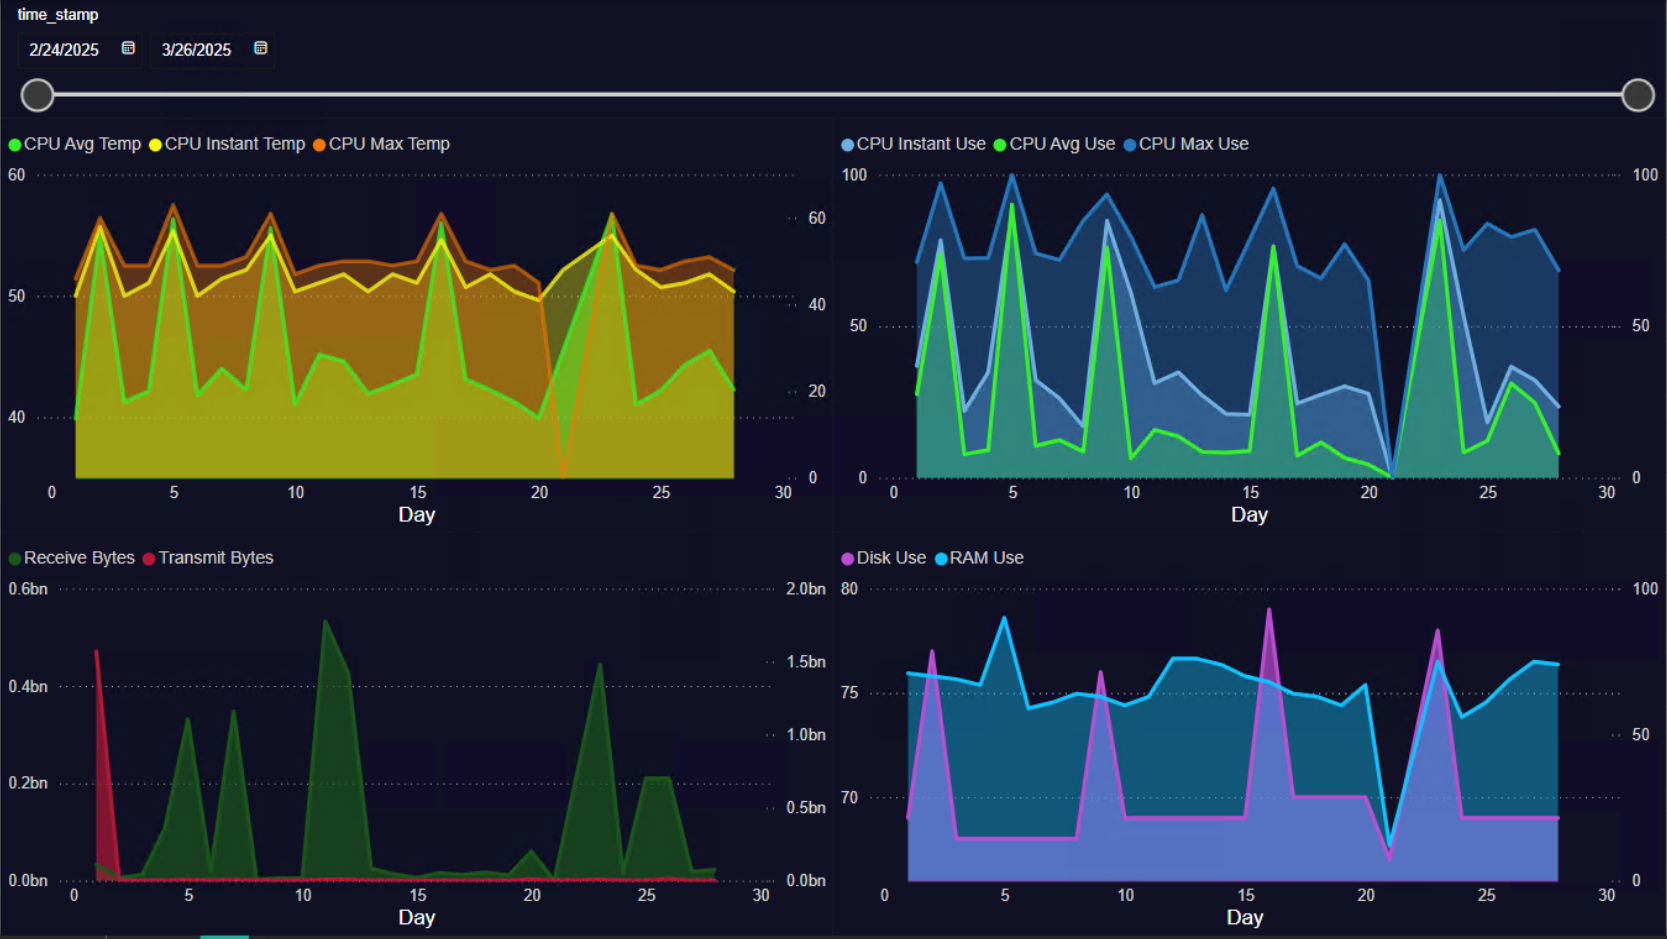 time_stamp
2/24/2025 3/26/2025
CPU Avg Temp CPU Instant Temp CPU Max Temp
60
50
40
60
40
20
0
0 5 10 15 20 25 30
Day
CPU Instant Use CPU Avg Use CPU Max Use
100
50
0
100
50
0
0 5 10 15 20 25 30
Day
Receive Bytes Transmit Bytes
0.6bn
0.4bn
0.2bn
0.0bn
2.0bn
1.5bn
1.0bn
0.5bn
0.0bn
0 5 10 15 20 25 30
Day
Disk Use RAM Use
80
75
70
100
50
0
0 5 10 15 20 25 30
Day